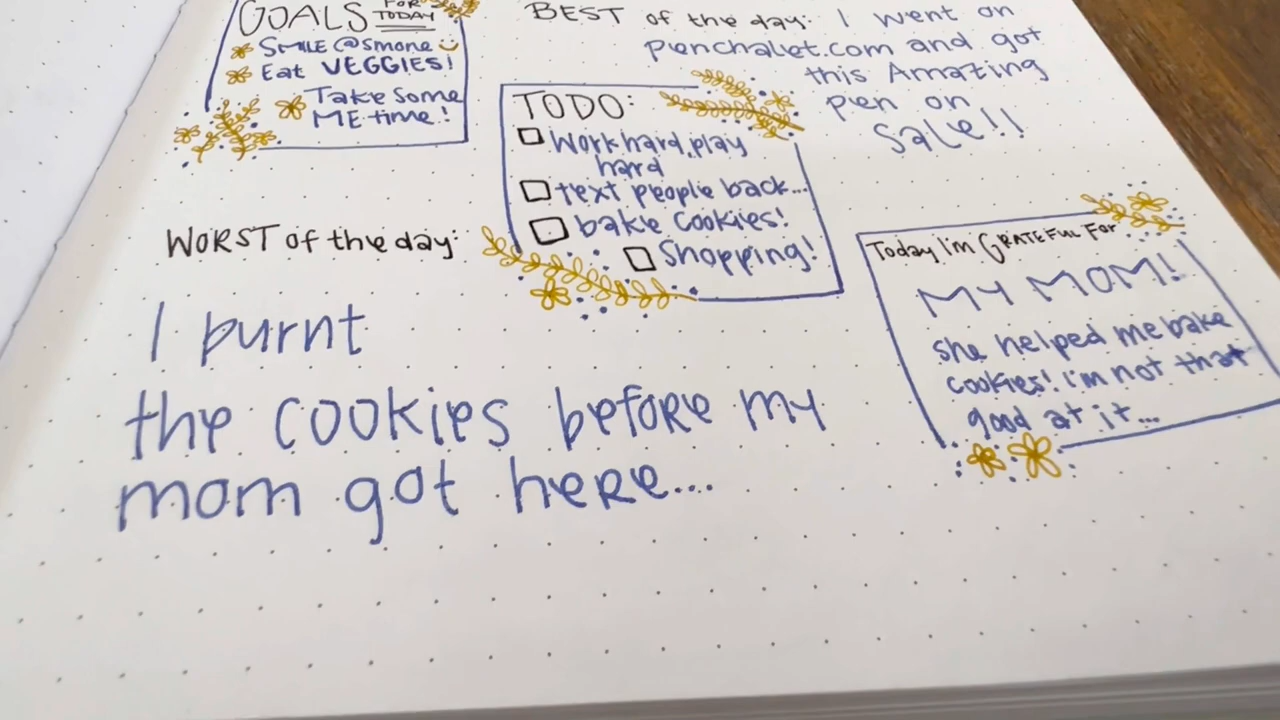 GOALS FOR TODAY
SMILE @ Smone
Eat VEGGIES!
Take Some
ME time!
BEST of the day: I went on
penchalet.com and got
this Amazing
pen on
Sale!!
TODO:
Work hard, play
hard
text people back...
bake cookies!
Shopping!
WORST of the day:
I burnt
the cookies before my
mom got here...
Today I'm GRATEFUL For
MY MOM!
she helped me bake
cookies! I'm not that
good at it...